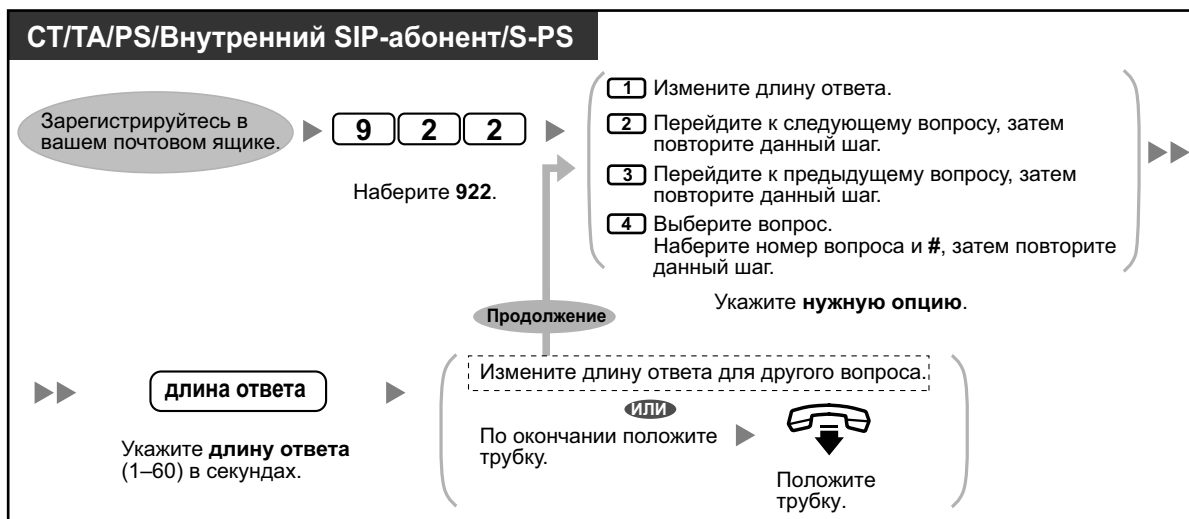 CT/TA/PS/Внутренний SIP-абонент/S-PS
Зарегистрируйтесь в
вашем почтовом ящике.
9 2 2
Наберите 922.
1 Измените длину ответа.
2 Перейдите к следующему вопросу, затем
повторите данный шаг.
3 Перейдите к предыдущему вопросу, затем
повторите данный шаг.
4 Выберите вопрос.
Наберите номер вопроса и #, затем повторите
данный шаг.
Укажите нужную опцию.
Продолжение
длина ответа
Укажите длину ответа
(1–60) в секундах.
Измените длину ответа для другого вопроса.
ИЛИ
По окончании положите
трубку.
Положите
трубку.